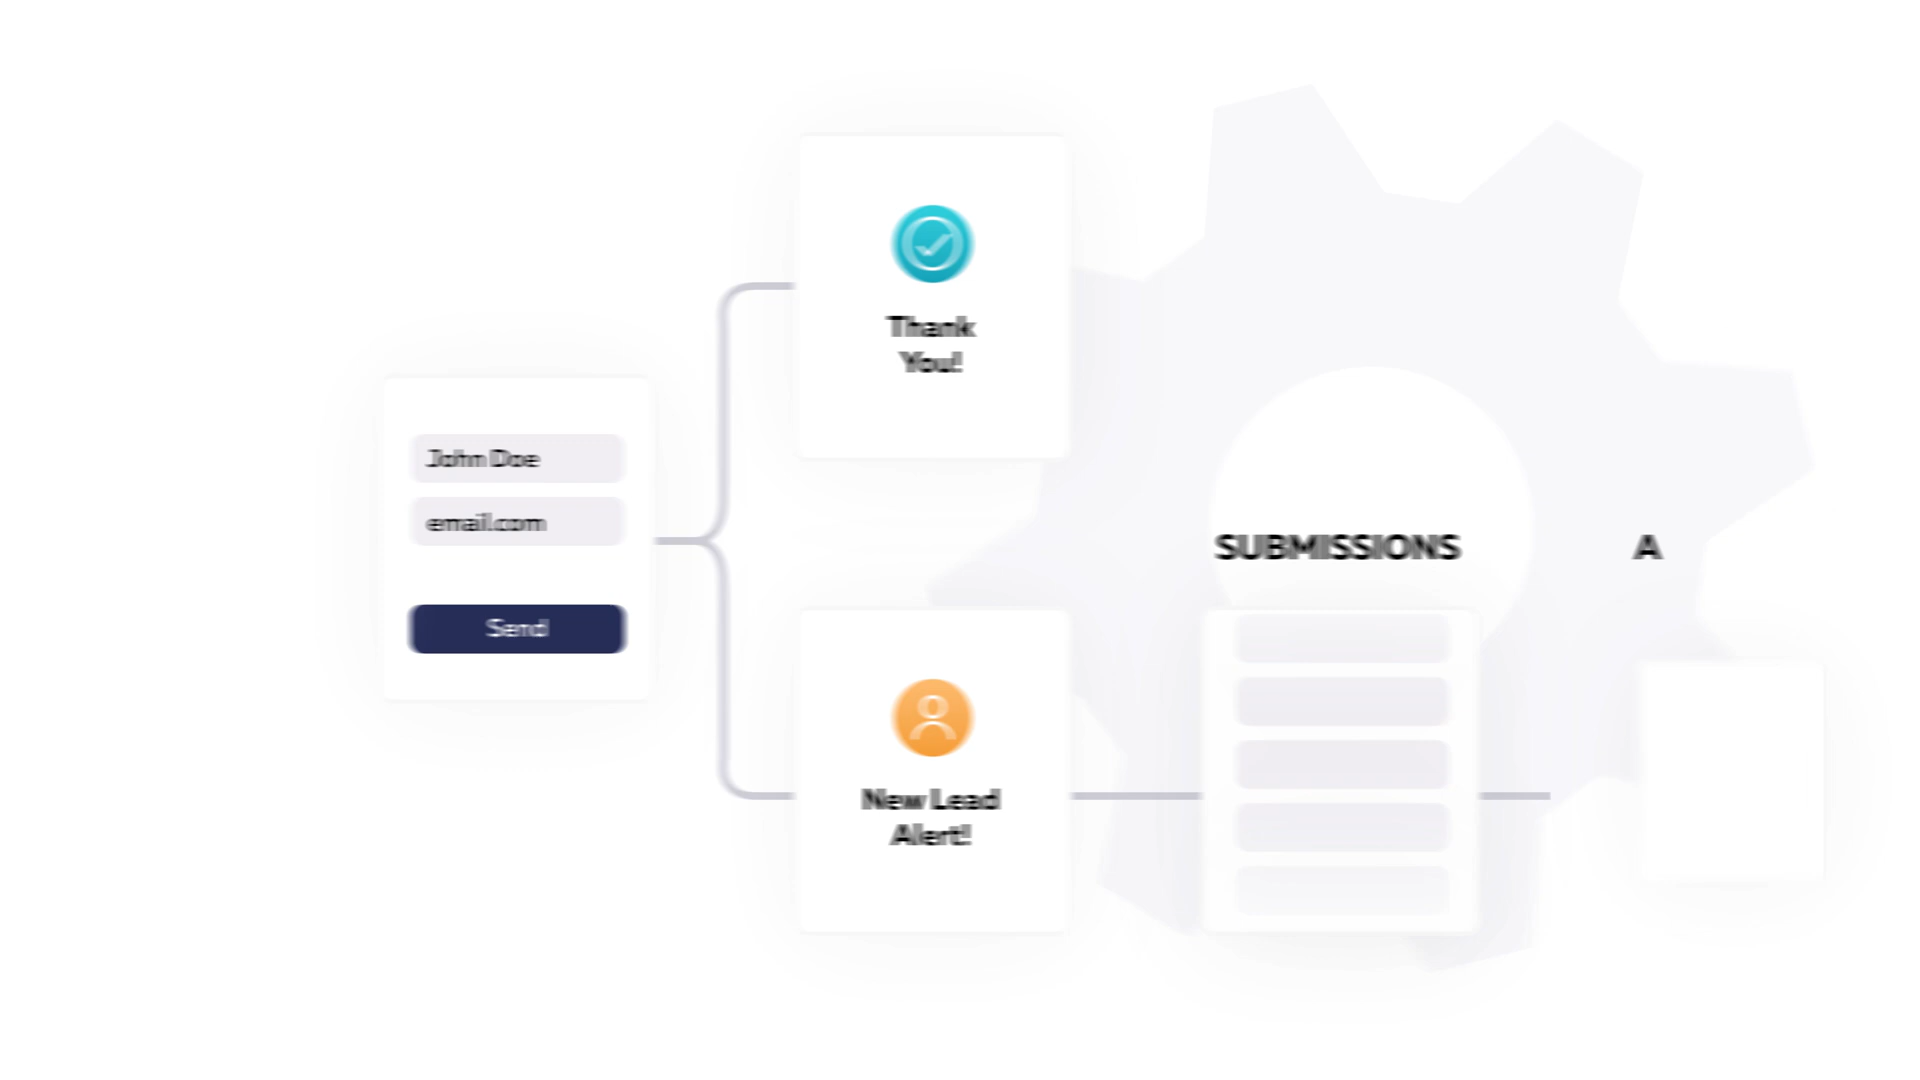 Thank
You!
John Doe
email.com
Send
SUBMISSIONS
A
New Lead
Alert!